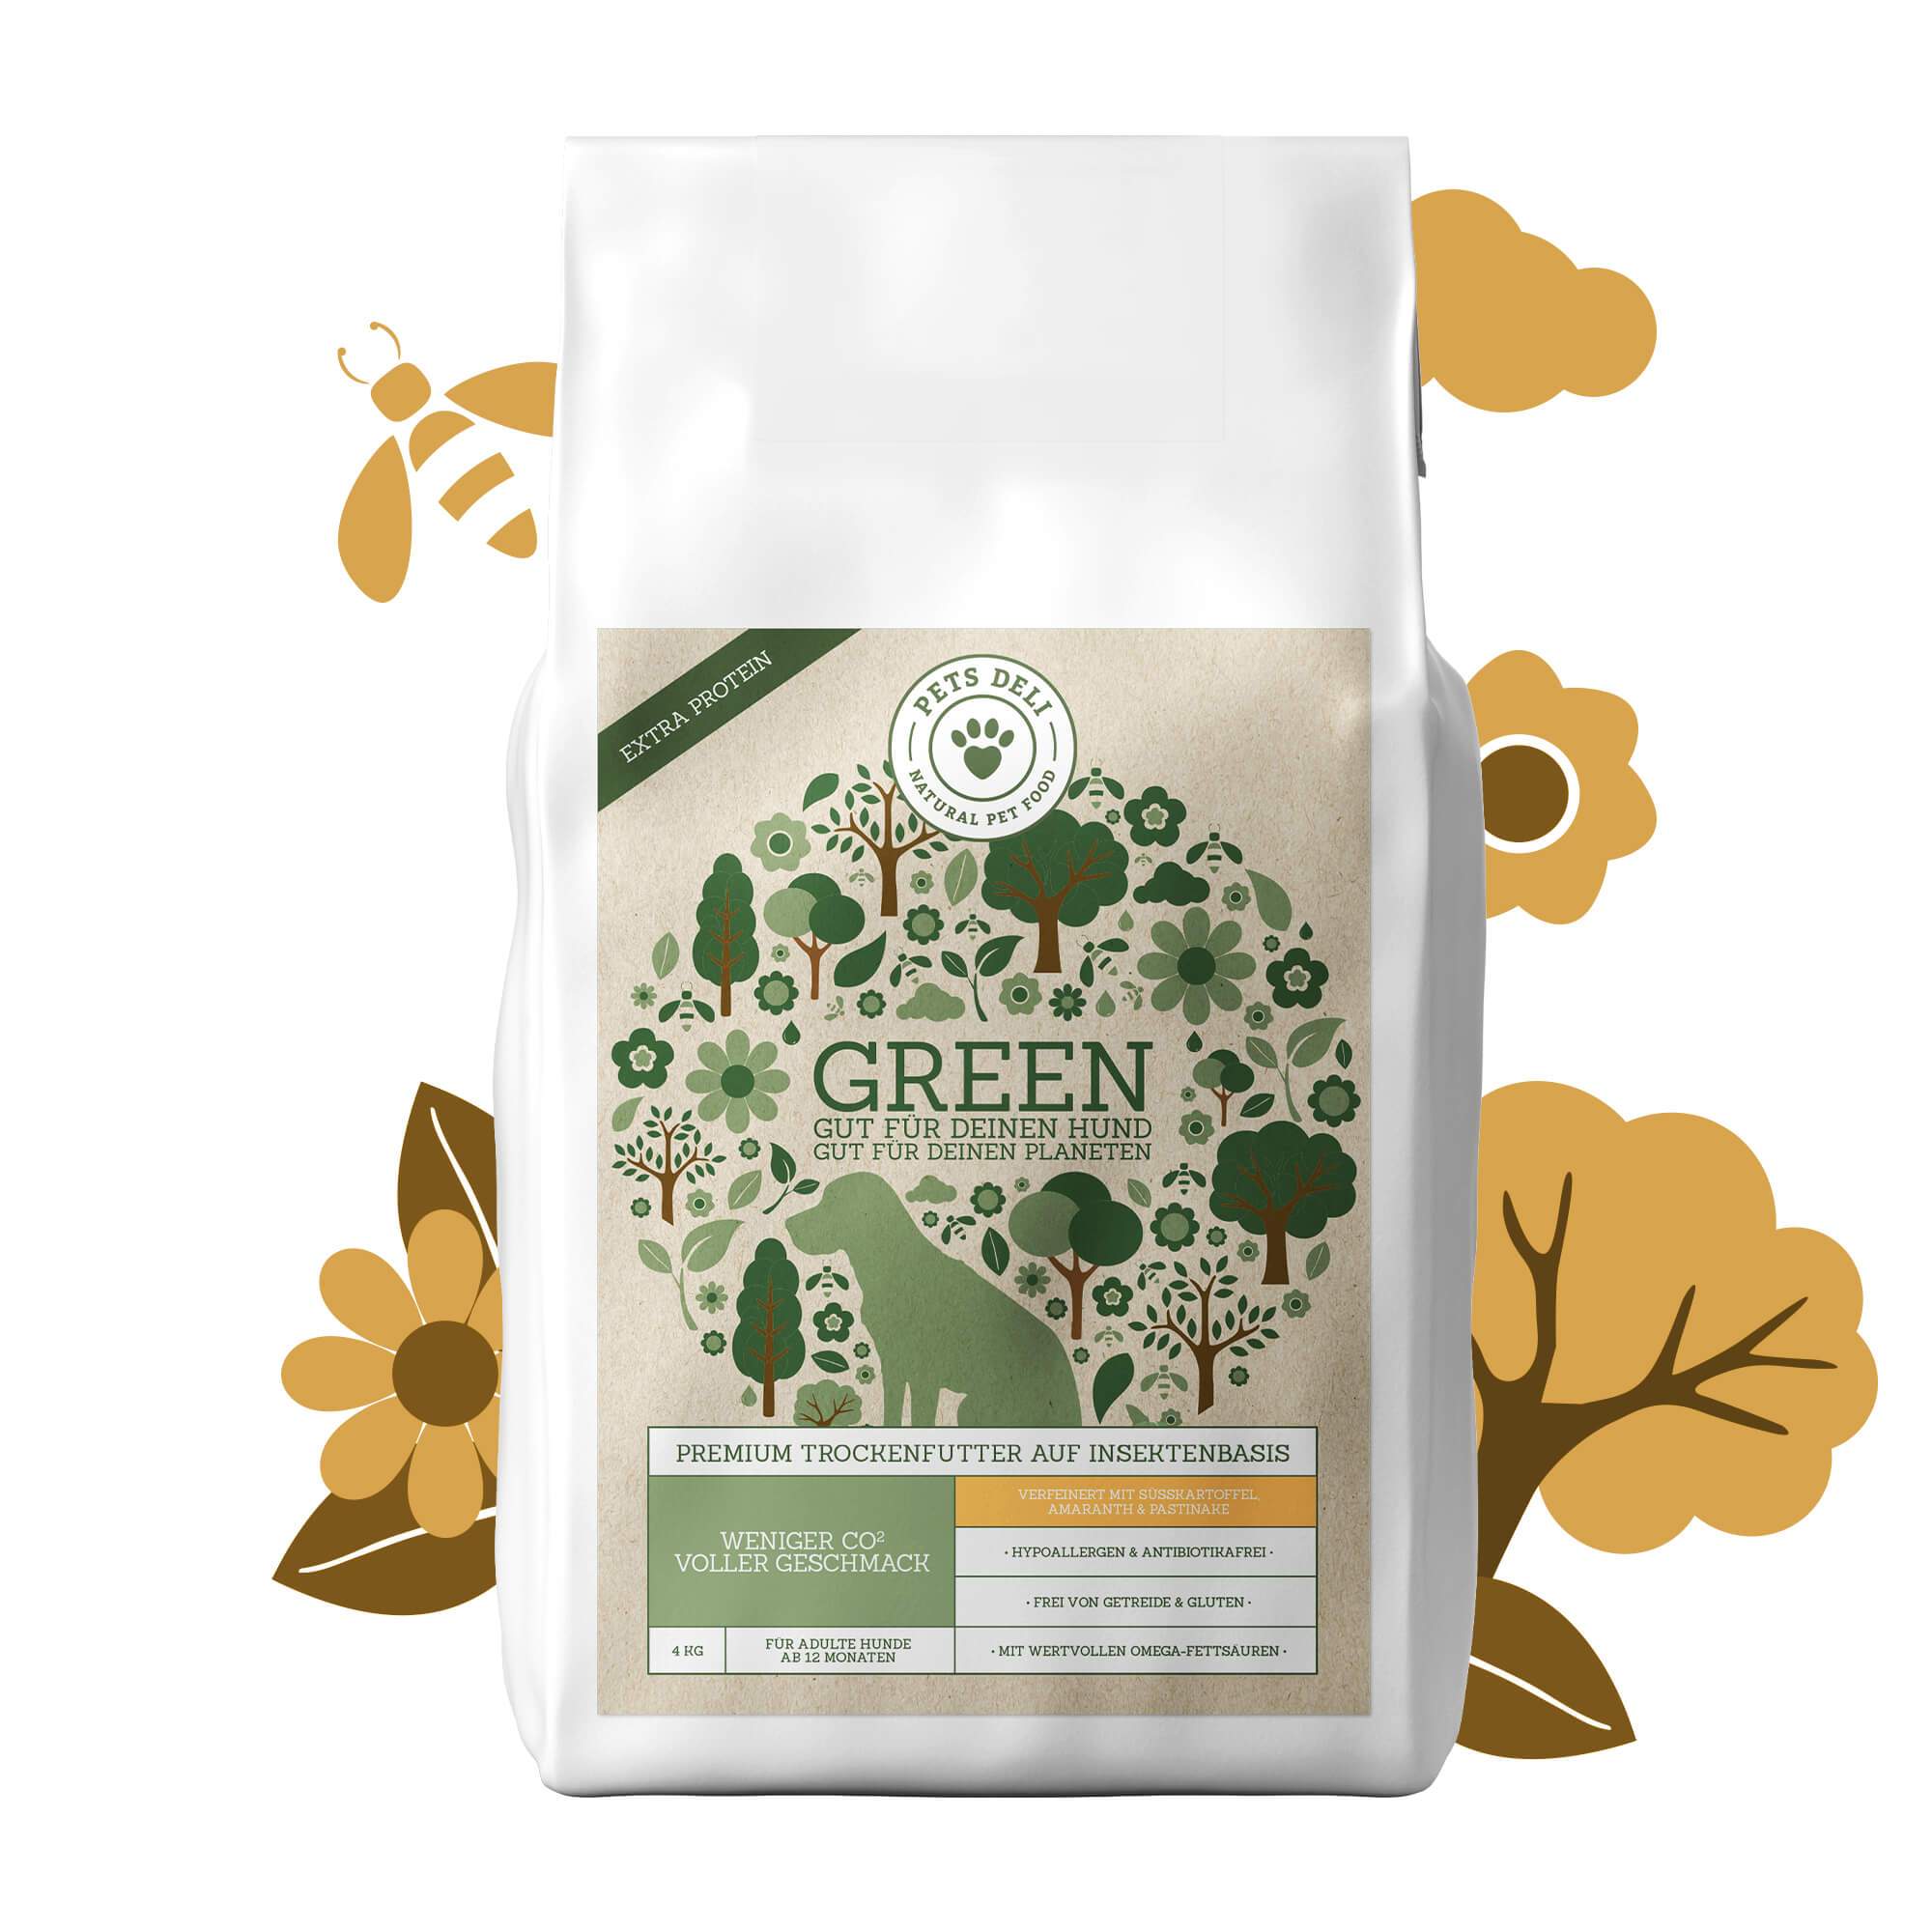 EXTRA PROTEIN
PETS DELI
NATURAL PET FOOD
GREEN
GUT FÜR DEINEN HUND
GUT FÜR DEINEN PLANETEN
PREMIUM TROCKENFUTTER AUF INSEKTENBASIS
WENIGER CO²
VOLLER GESCHMACK
VERFEINERT MIT SÜSSKARTOFFEL,
AMARANTH & PASTINAKE
· HYPOALLERGEN & ANTIBIOTIKAFREI ·
· FREI VON GETREIDE & GLUTEN ·
4 KG
FÜR ADULTE HUNDE
AB 12 MONATEN
· MIT WERTVOLLEN OMEGA-FETTSÄUREN ·